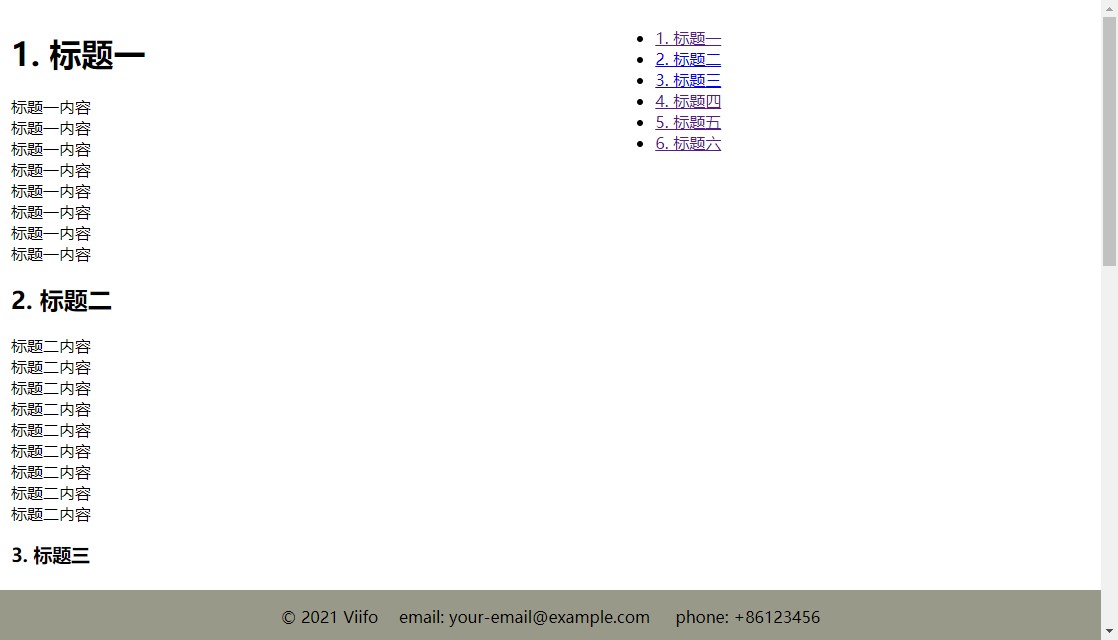 1. 标题一
标题一内容
标题一内容
标题一内容
标题一内容
标题一内容
标题一内容
标题一内容
标题一内容
2. 标题二
标题二内容
标题二内容
标题二内容
标题二内容
标题二内容
标题二内容
标题二内容
标题二内容
标题二内容
3. 标题三
1. 标题一
2. 标题二
3. 标题三
4. 标题四
5. 标题五
6. 标题六
© 2021 Viifo email: your-email@example.com phone: +86123456